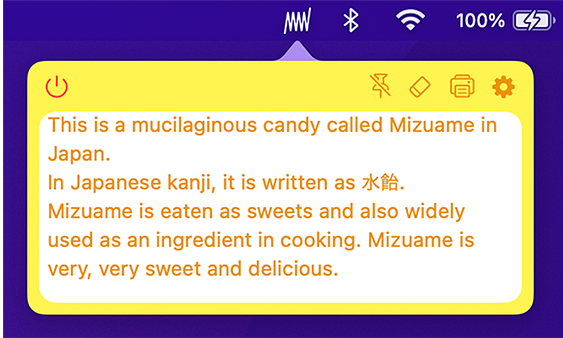 100%
This is a mucilaginous candy called Mizuame in
Japan.
In Japanese kanji, it is written as 水飴.
Mizuame is eaten as sweets and also widely
used as an ingredient in cooking. Mizuame is
very, very sweet and delicious.